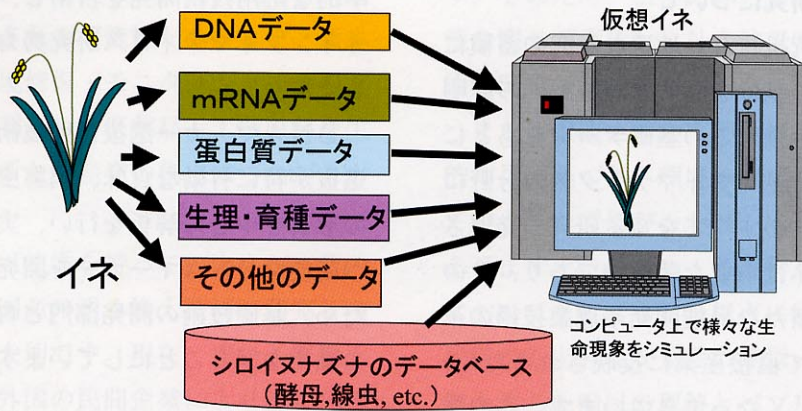 仮想イネ
DNAデータ
mRNAデータ
蛋白質データ
生理・育種データ
その他のデータ
イネ
シロイヌナズナのデータベース
(酵母,線虫, etc.)
コンピュータ上で様々な生
命現象をシミュレーション